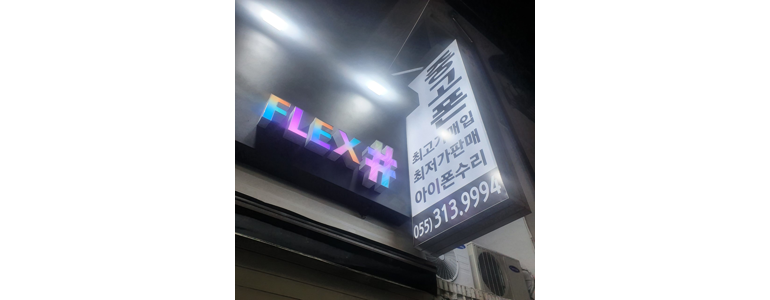 FLEX#
중고폰
최고가매입
최저가판매
아이폰수리
055)313.9994